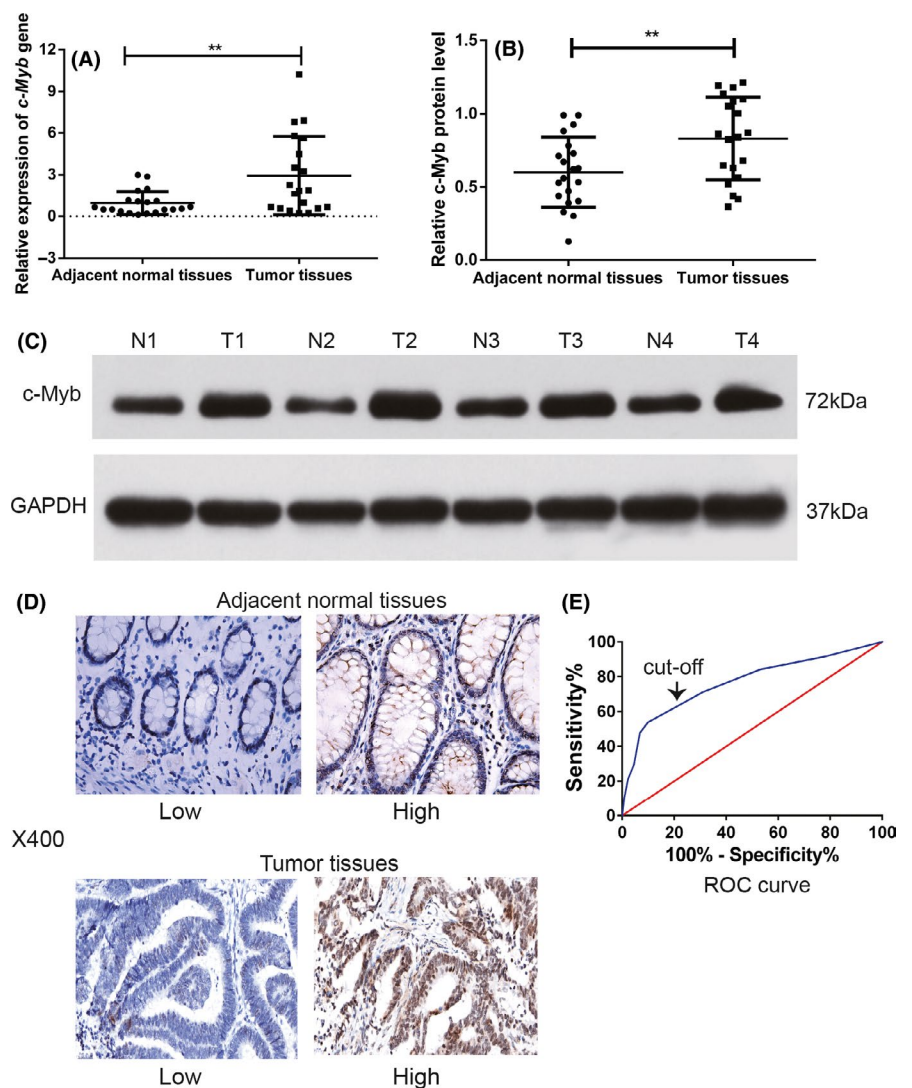 (A)
**
Relative expression of c-Myb gene
12
9
6
3
0
–3
Adjacent normal tissues
Tumor tissues
(B)
**
Relative c-Myb protein level
1.5
1.0
0.5
0.0
Adjacent normal tissues
Tumor tissues
(C)
N1 T1 N2 T2 N3 T3 N4 T4
c-Myb
72kDa
GAPDH
37kDa
(D)
Adjacent normal tissues
Low
High
X400
Tumor tissues
Low
High
(E)
Sensitivity%
100
80
60
40
20
0
cut-off
0 20 40 60 80 100
100% - Specificity%
ROC curve